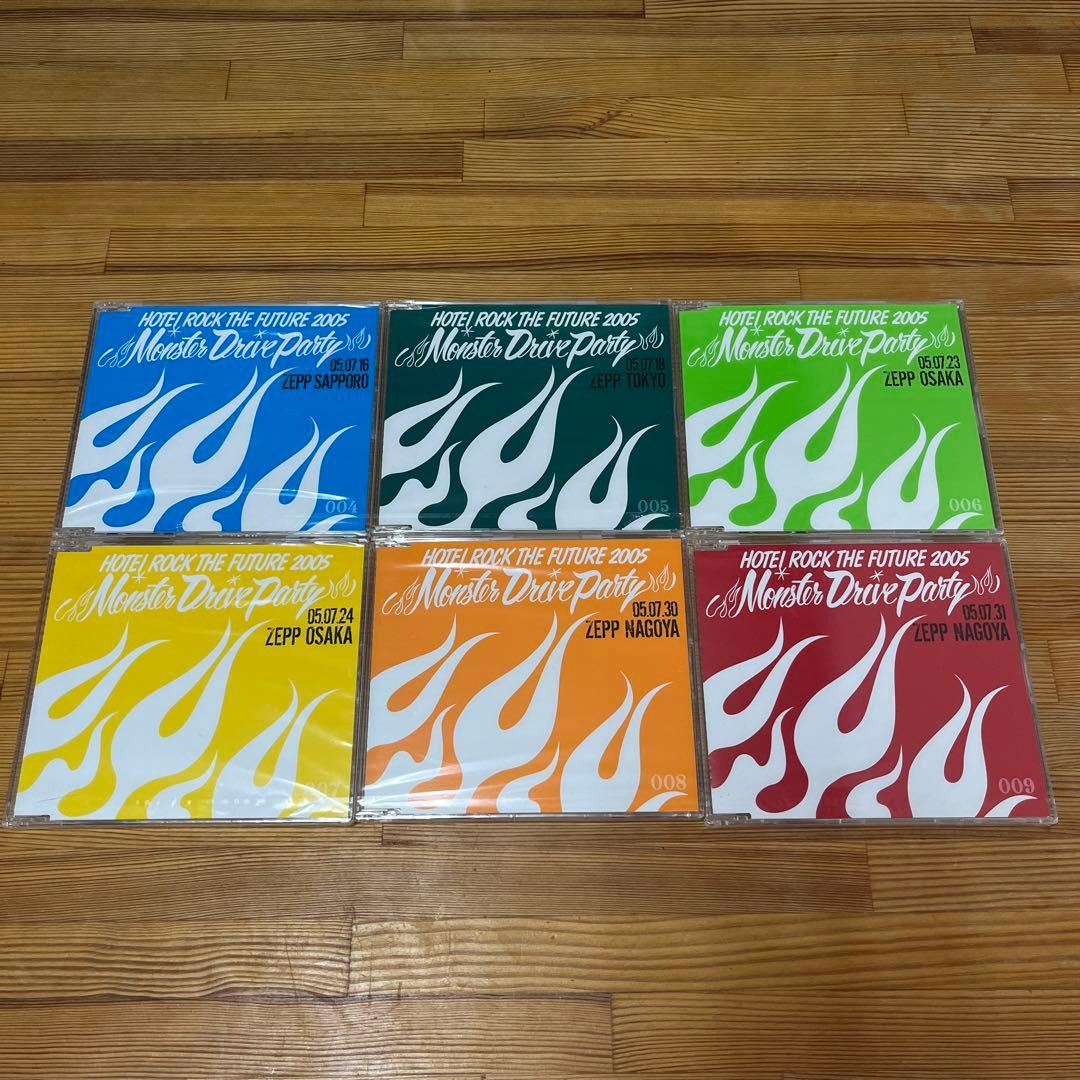 HOTEI ROCK THE FUTURE 2005
Monster Drive Party
05.07.16
ZEPP SAPPORO
004
HOTEI ROCK THE FUTURE 2005
Monster Drive Party
05.07.18
ZEPP TOKYO
005
HOTEI ROCK THE FUTURE 2005
Monster Drive Party
05.07.23
ZEPP OSAKA
006
HOTEI ROCK THE FUTURE 2005
Monster Drive Party
05.07.24
ZEPP OSAKA
007
HOTEI ROCK THE FUTURE 2005
Monster Drive Party
05.07.30
ZEPP NAGOYA
008
HOTEI ROCK THE FUTURE 2005
Monster Drive Party
05.07.31
ZEPP NAGOYA
009